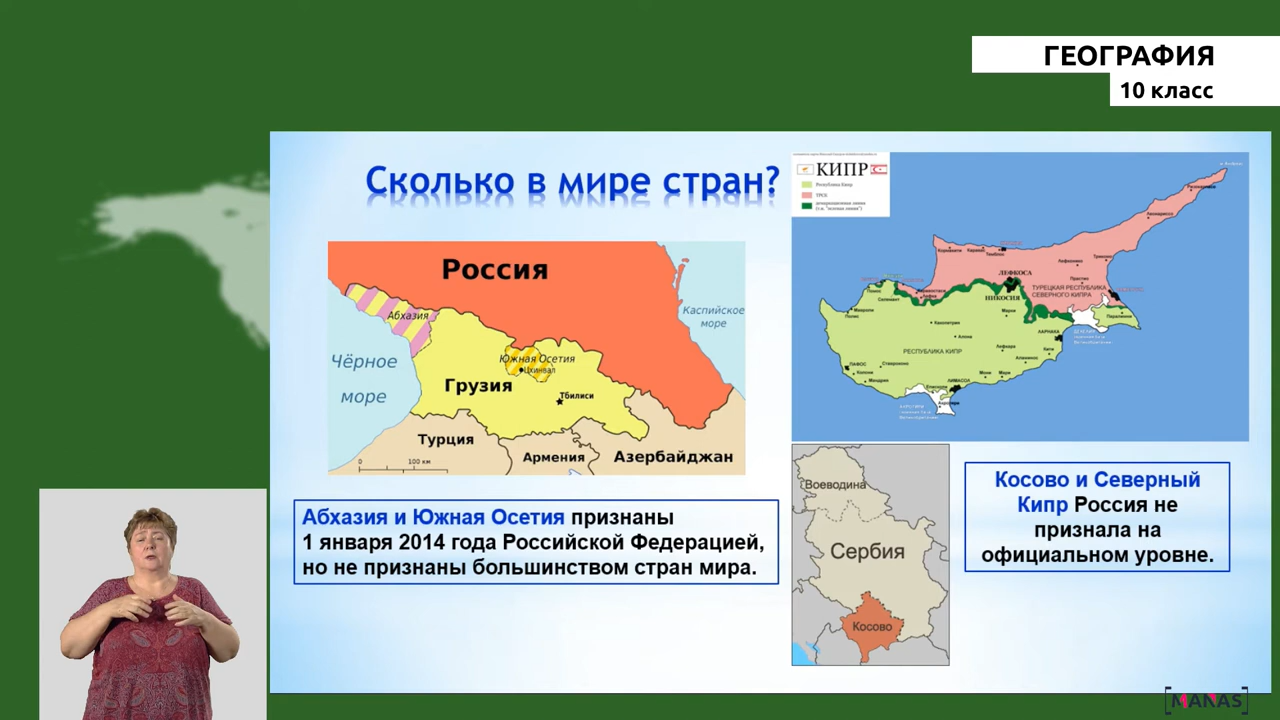 ГЕОГРАФИЯ
10 класс
Сколько в мире стран?
Россия
Каспийское
море
Абхазия
Чёрное
море
Южная Осетия
Цхинвал
Грузия
Тбилиси
Турция
Армения
Азербайджан
0 100 км
КИПР
Республика Кипр
ТРСК
ЛЕФКОСА
НИКОСИЯ
ТУРЕЦКАЯ РЕСПУБЛИКА
СЕВЕРНОГО КИПРА
РЕСПУБЛИКА КИПР
ЛАРНАКА
ПАФОС
ЛИМАССОЛ
Абхазия и Южная Осетия признаны
1 января 2014 года Российской Федерацией,
но не признаны большинством стран мира.
Воеводина
Сербия
Косово
Косово и Северный
Кипр Россия не
признала на
официальном уровне.
[MANAS]